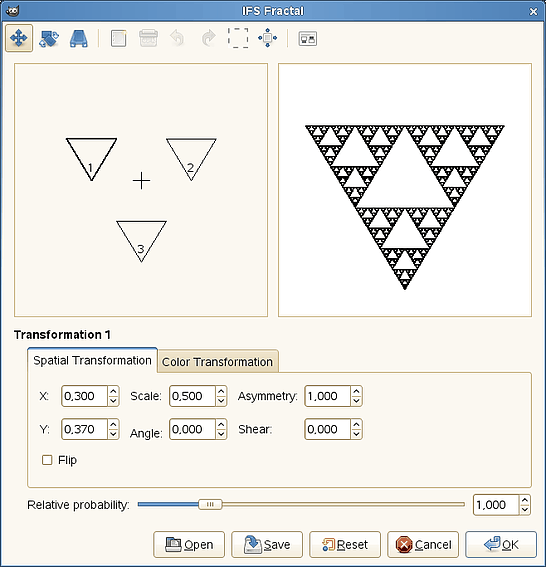 IFS Fractal
1
2
3
Transformation 1
Spatial Transformation
Color Transformation
X: 0,300 Scale: 0,500 Asymmetry: 1,000
Y: 0,370 Angle: 0,000 Shear: 0,000
Flip
Relative probability: 1,000
Open Save Reset Cancel OK